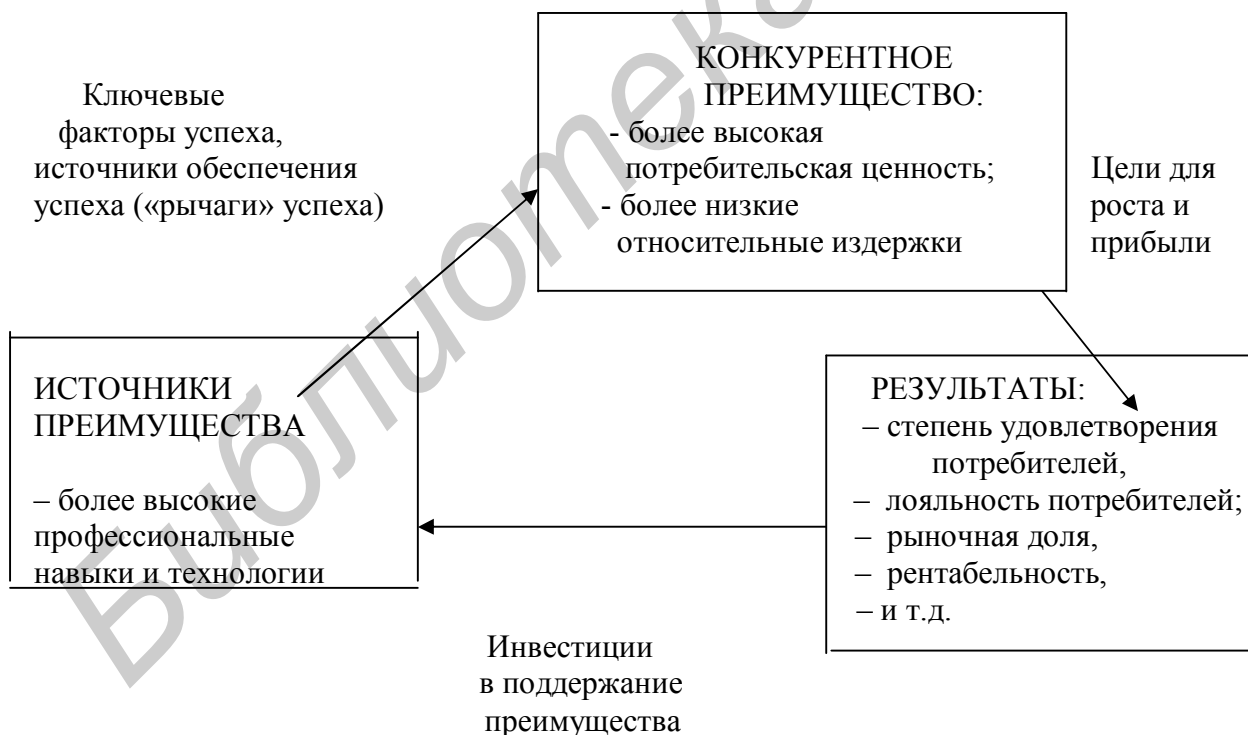 Ключевые
факторы успеха,
источники обеспечения
успеха («рычаги» успеха)
КОНКУРЕНТНОЕ
ПРЕИМУЩЕСТВО:
- более высокая
потребительская ценность;
- более низкие
относительные издержки
Цели для
роста и
прибыли
ИСТОЧНИКИ
ПРЕИМУЩЕСТВА
– более высокие
профессиональные
навыки и технологии
РЕЗУЛЬТАТЫ:
– степень удовлетворения
потребителей,
– лояльность потребителей;
– рыночная доля,
– рентабельность,
– и т.д.
Инвестиции
в поддержание
преимущества
Библиотека